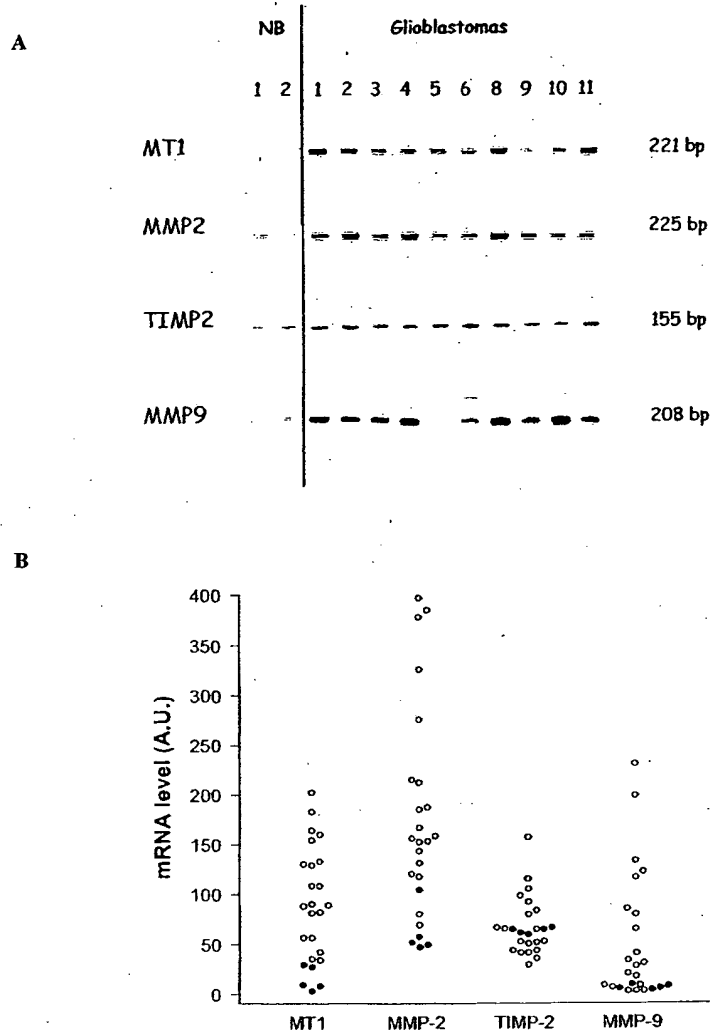 A
NB Glioblastomas
1 2 1 2 3 4 5 6 8 9 10 11
MT1 221 bp
MMP2 225 bp
TIMP2 155 bp
MMP9 208 bp
B
mRNA level (A.U.)
400
350
300
250
200
150
100
50
0
MT1 MMP-2 TIMP-2 MMP-9